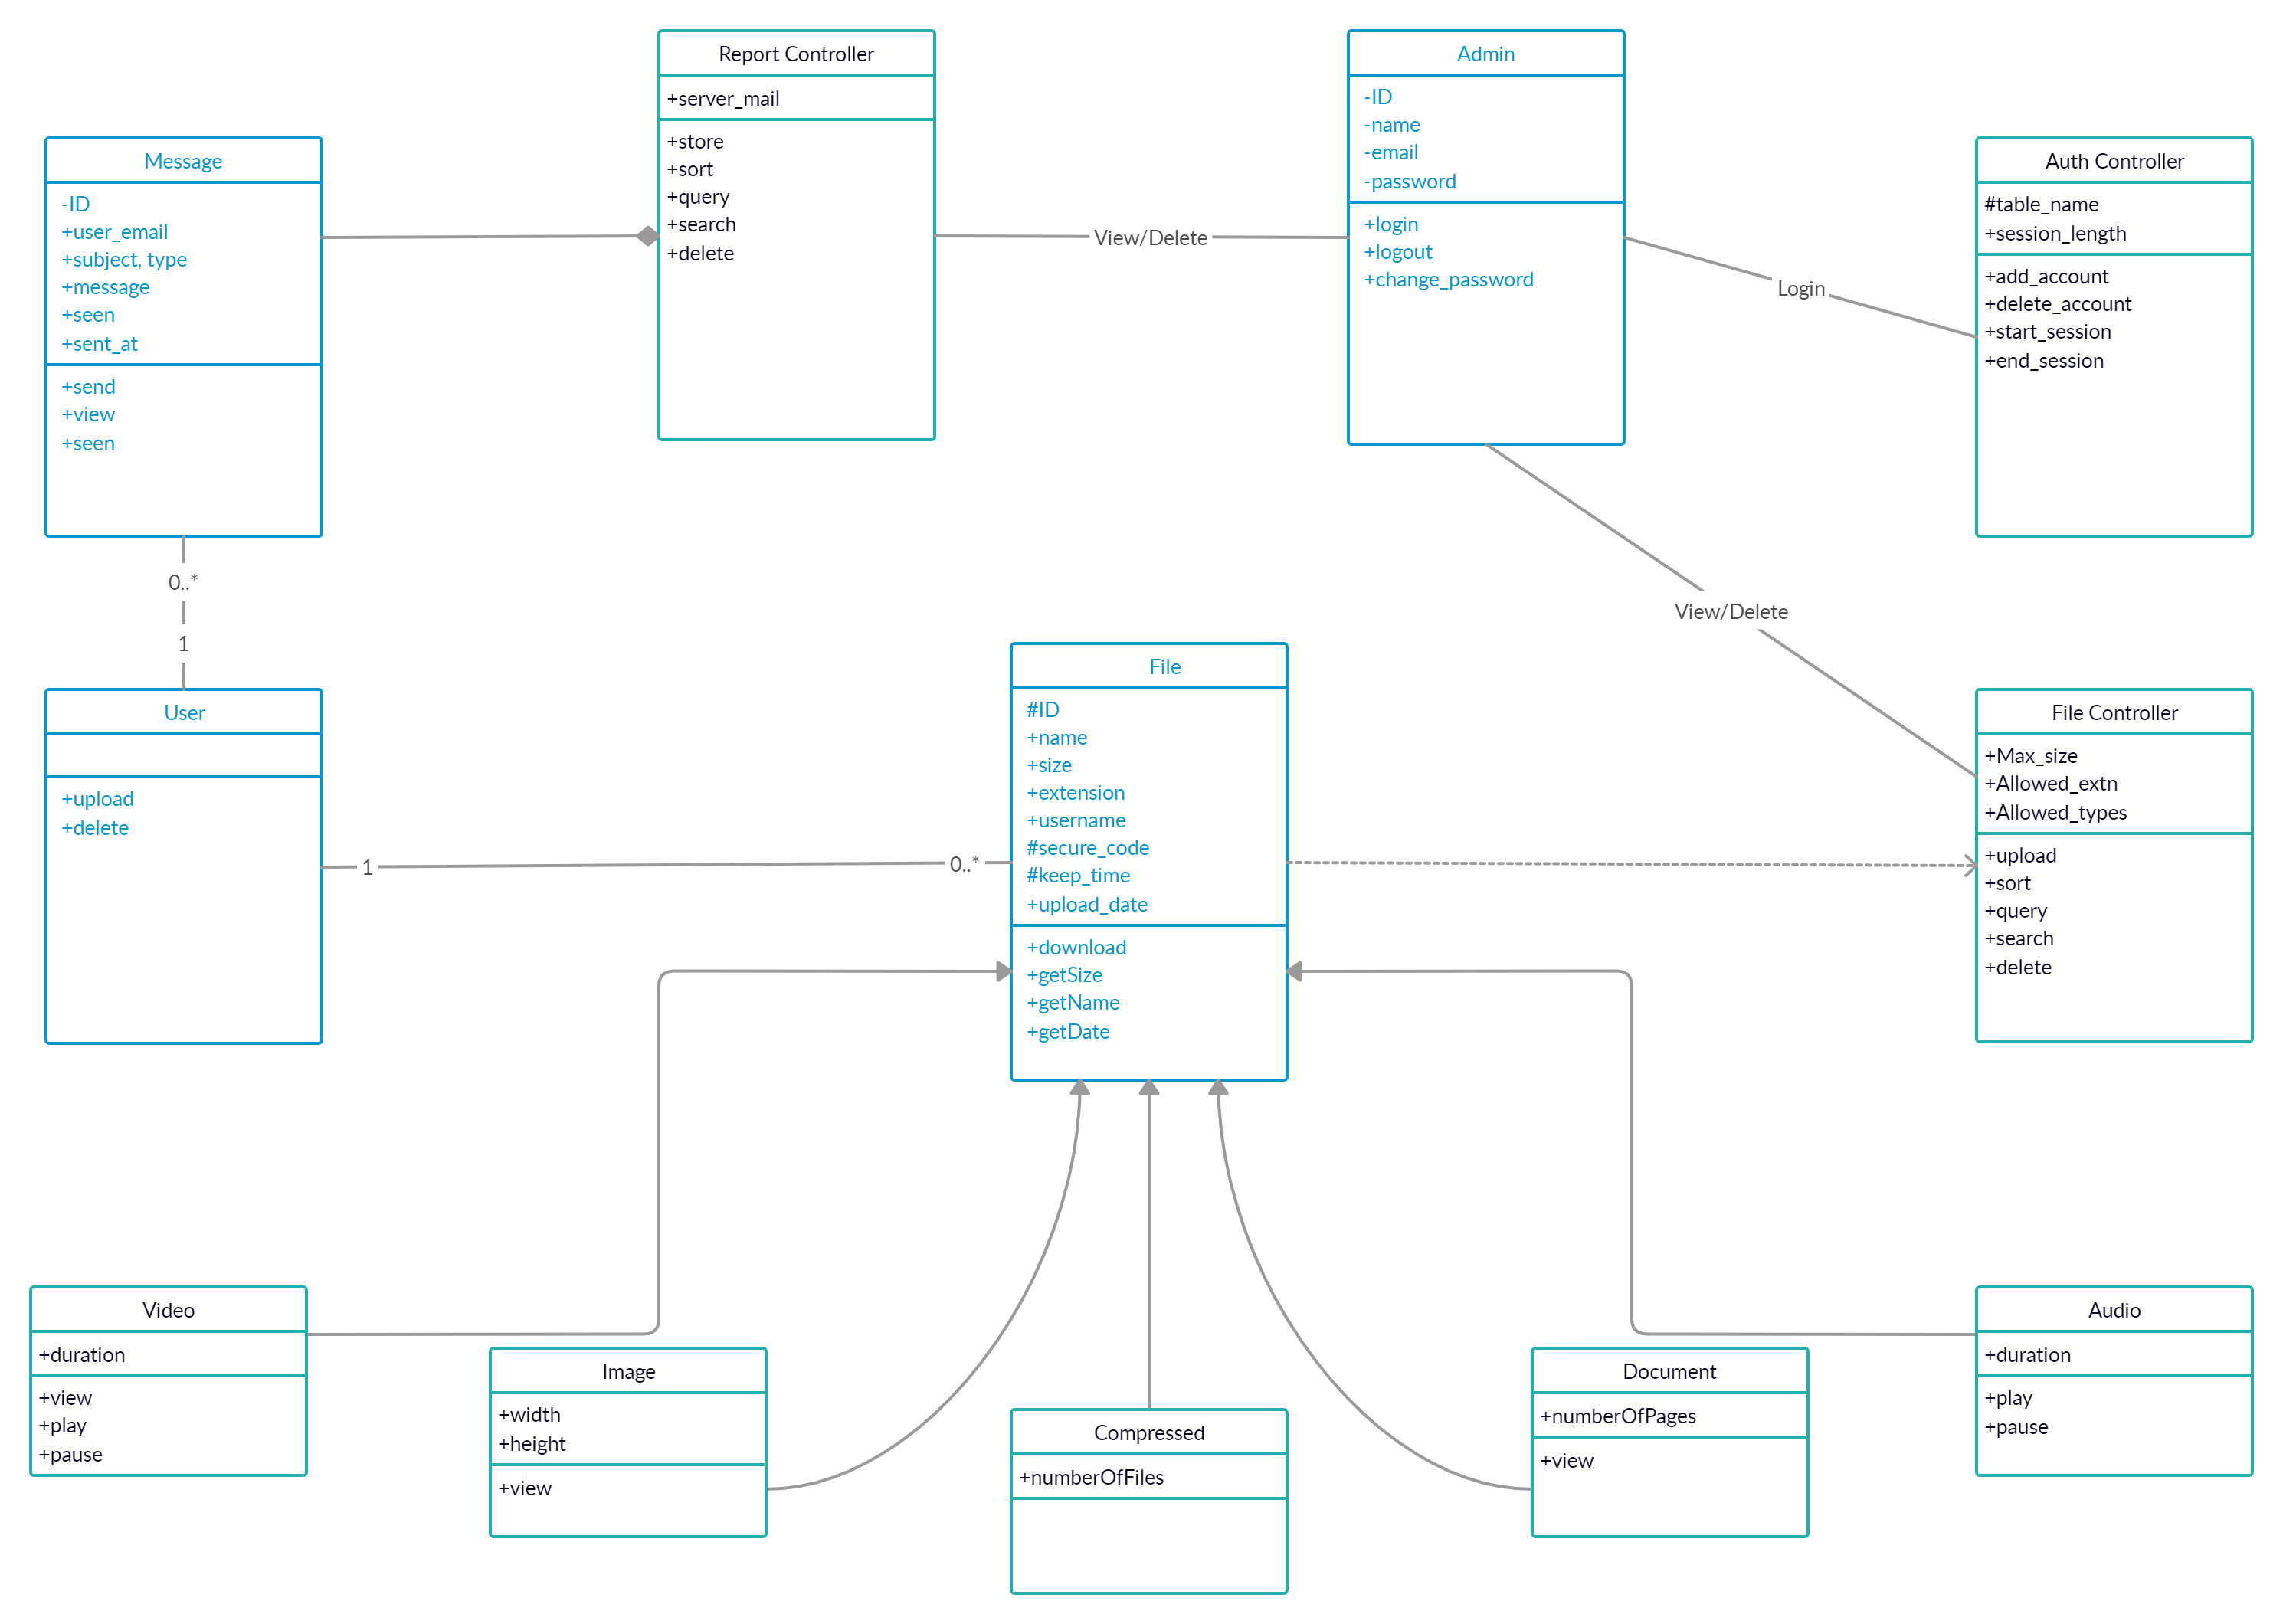 Report Controller
+server_mail
+store
+sort
+query
+search
+delete
Admin
-ID
-name
-email
-password
+login
+logout
+change_password
Message
-ID
+user_email
+subject, type
+message
+seen
+sent_at
+send
+view
+seen
Auth Controller
#table_name
+session_length
+add_account
+delete_account
+start_session
+end_session
View/Delete
Login
0..*
1
View/Delete
User
+upload
+delete
1
0..*
File
#ID
+name
+size
+extension
+username
#secure_code
#keep_time
+upload_date
+download
+getSize
+getName
+getDate
File Controller
+Max_size
+Allowed_extn
+Allowed_types
+upload
+sort
+query
+search
+delete
Video
+duration
+view
+play
+pause
Image
+width
+height
+view
Compressed
+numberOfFiles
Document
+numberOfPages
+view
Audio
+duration
+play
+pause